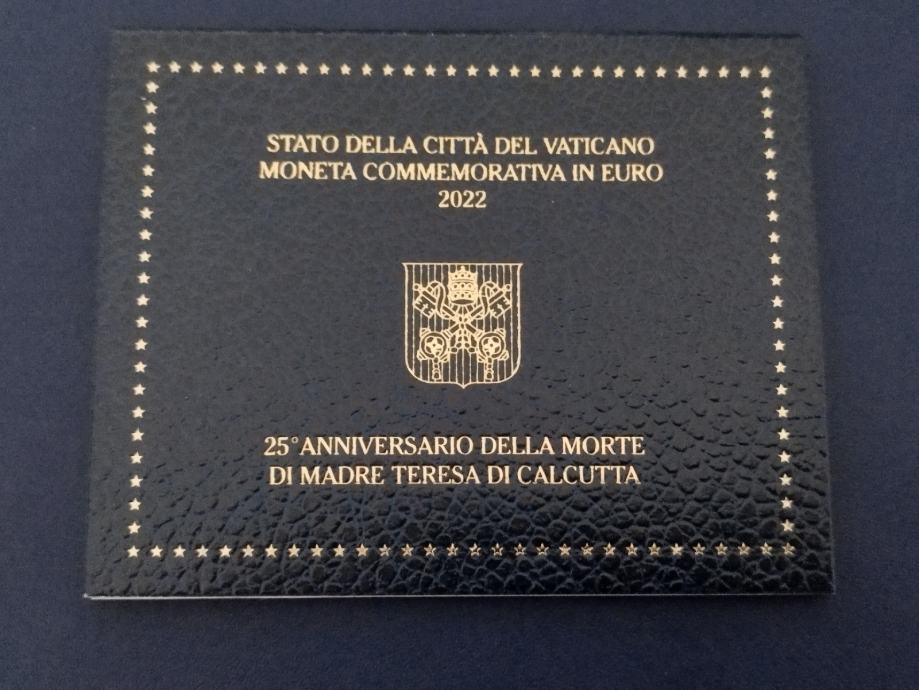 STATO DELLA CITTÀ DEL VATICANO
MONETA COMMEMORATIVA IN EURO
2022
25° ANNIVERSARIO DELLA MORTE
DI MADRE TERESA DI CALCUTTA